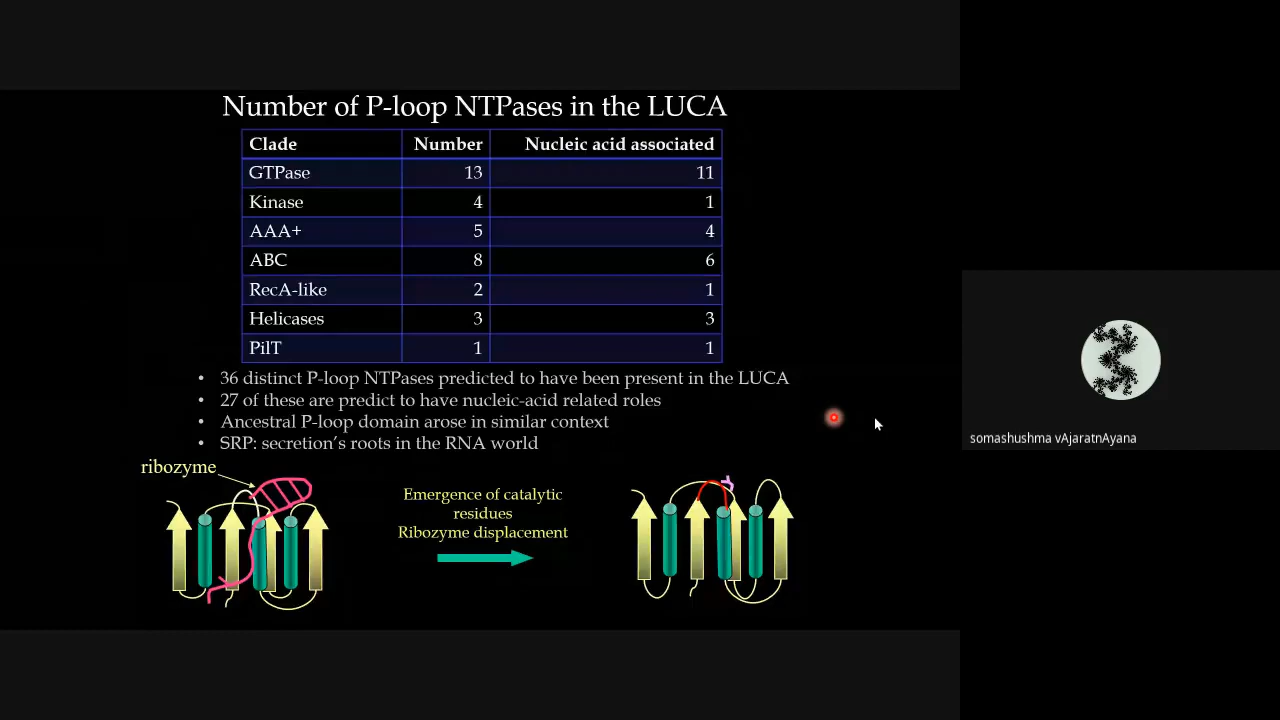 Number of P-loop NTPases in the LUCA
Clade Number Nucleic acid associated
GTPase 13 11
Kinase 4 1
AAA+ 5 4
ABC 8 6
RecA-like 2 1
Helicases 3 3
PilT 1 1
• 36 distinct P-loop NTPases predicted to have been present in the LUCA
• 27 of these are predict to have nucleic-acid related roles
• Ancestral P-loop domain arose in similar context
• SRP: secretion's roots in the RNA world
ribozyme
Emergence of catalytic
residues
Ribozyme displacement
somashushma vAjaratnAyana